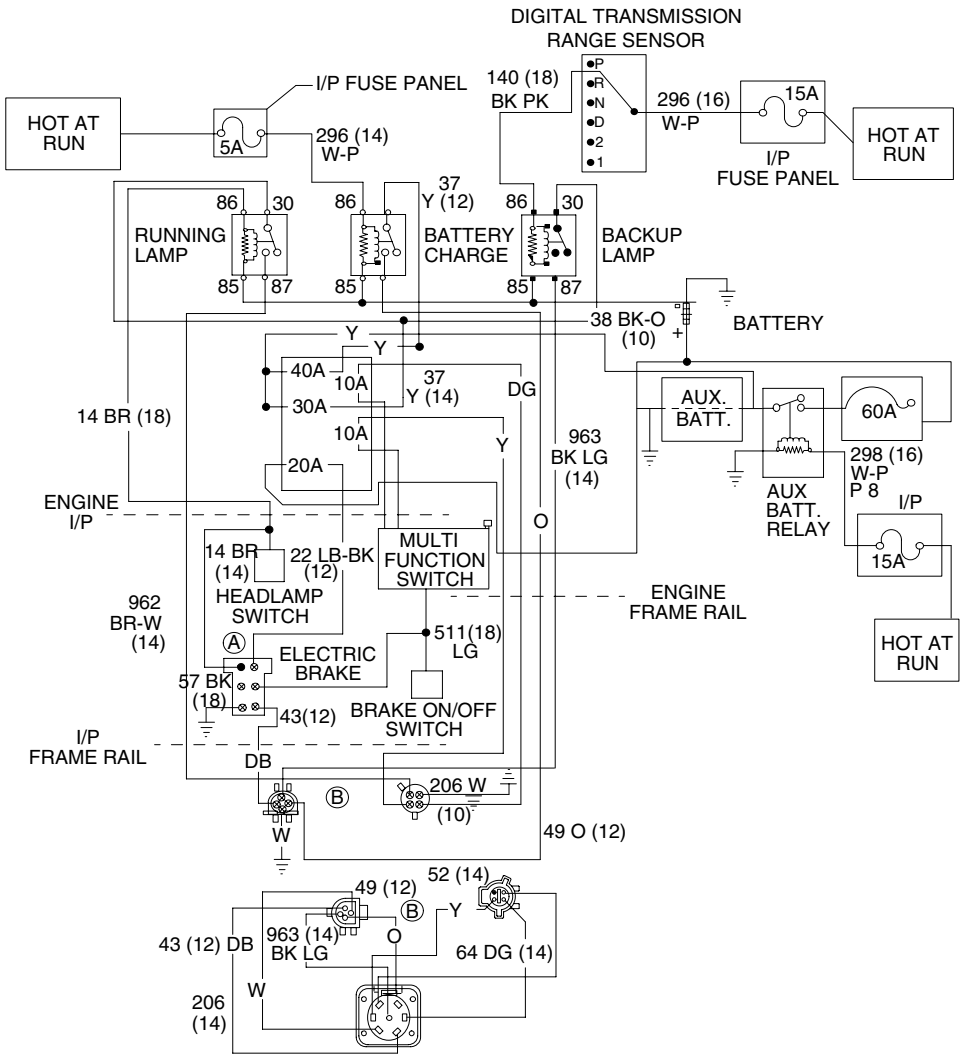 DIGITAL TRANSMISSION
RANGE SENSOR
I/P FUSE PANEL
140 (18)
BK PK
P
R
N
D
2
1
15A
HOT AT
RUN
5A
296 (14)
W-P
296 (16)
W-P
HOT AT
RUN
I/P
FUSE PANEL
86
30
86
37
Y (12)
86
30
RUNNING
LAMP
BATTERY
CHARGE
BACKUP
LAMP
85
87
85
87
38 BK-O
(10)
BATTERY
+
Y
Y
40A
10A
37
Y (14)
DG
14 BR (18)
30A
AUX.
BATT.
60A
10A
Y
963
BK LG
(14)
20A
298 (16)
W-P
P 8
ENGINE
I/P
AUX
BATT.
RELAY
I/P
O
14 BR
(14)
22 LB-BK
(12)
MULTI
FUNCTION
SWITCH
15A
HEADLAMP
SWITCH
962
BR-W
(14)
ENGINE
FRAME RAIL
A
511(18)
LG
HOT AT
RUN
ELECTRIC
BRAKE
57 BK
(18)
43(12)
BRAKE ON/OFF
SWITCH
I/P
FRAME RAIL
DB
B
206 W
(10)
W
49 O (12)
49 (12)
52 (14)
B
Y
43 (12) DB
963 (14)
BK LG
O
64 DG (14)
W
206
(14)